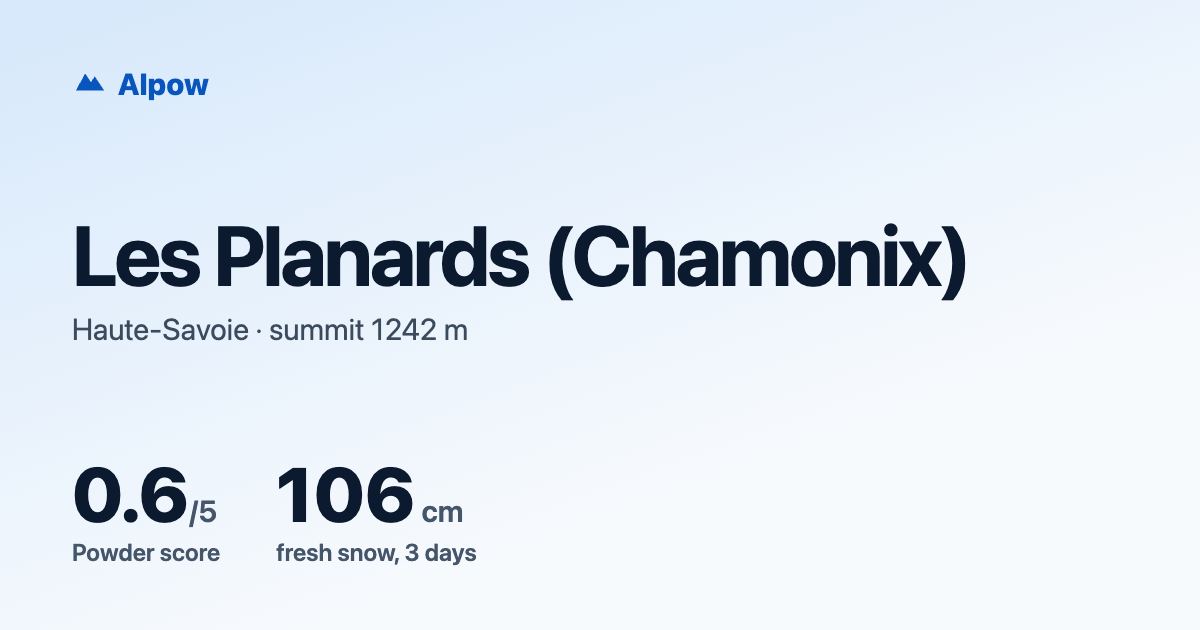 Alpow
Les Planards (Chamonix)
Haute-Savoie · summit 1242 m
0.6/5 106 cm
Powder score fresh snow, 3 days